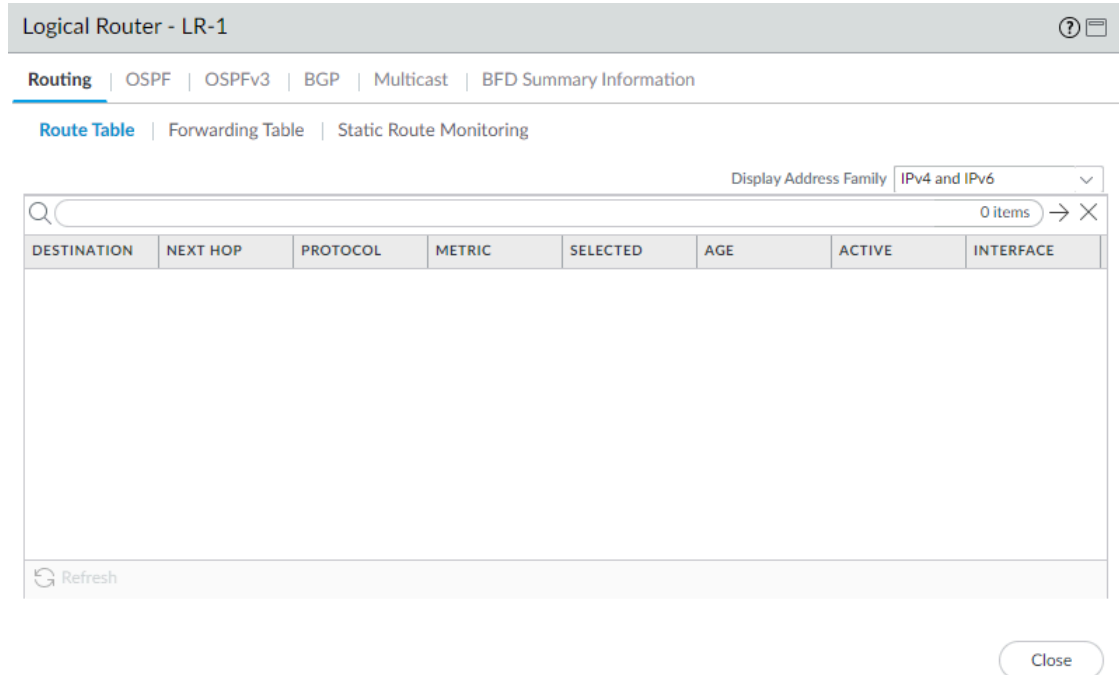 Logical Router - LR-1
Routing | OSPF | OSPFv3 | BGP | Multicast | BFD Summary Information
Route Table | Forwarding Table | Static Route Monitoring
Display Address Family IPv4 and IPv6
0 items
DESTINATION NEXT HOP PROTOCOL METRIC SELECTED AGE ACTIVE INTERFACE
Refresh
Close